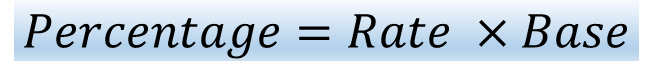 Percentage = Rate × Base